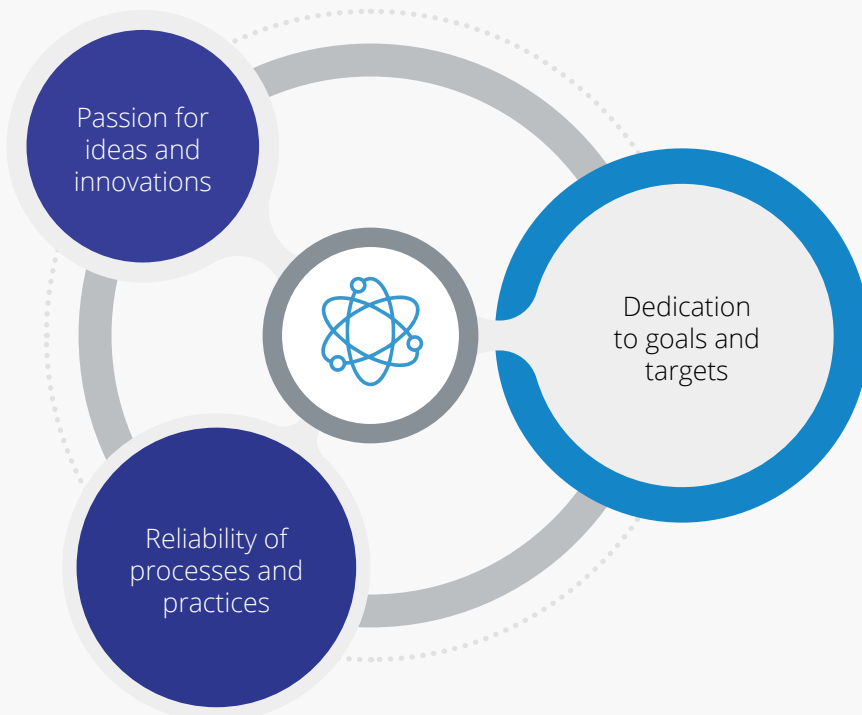 Passion for
ideas and
innovations
Dedication
to goals and
targets
Reliability of
processes and
practices